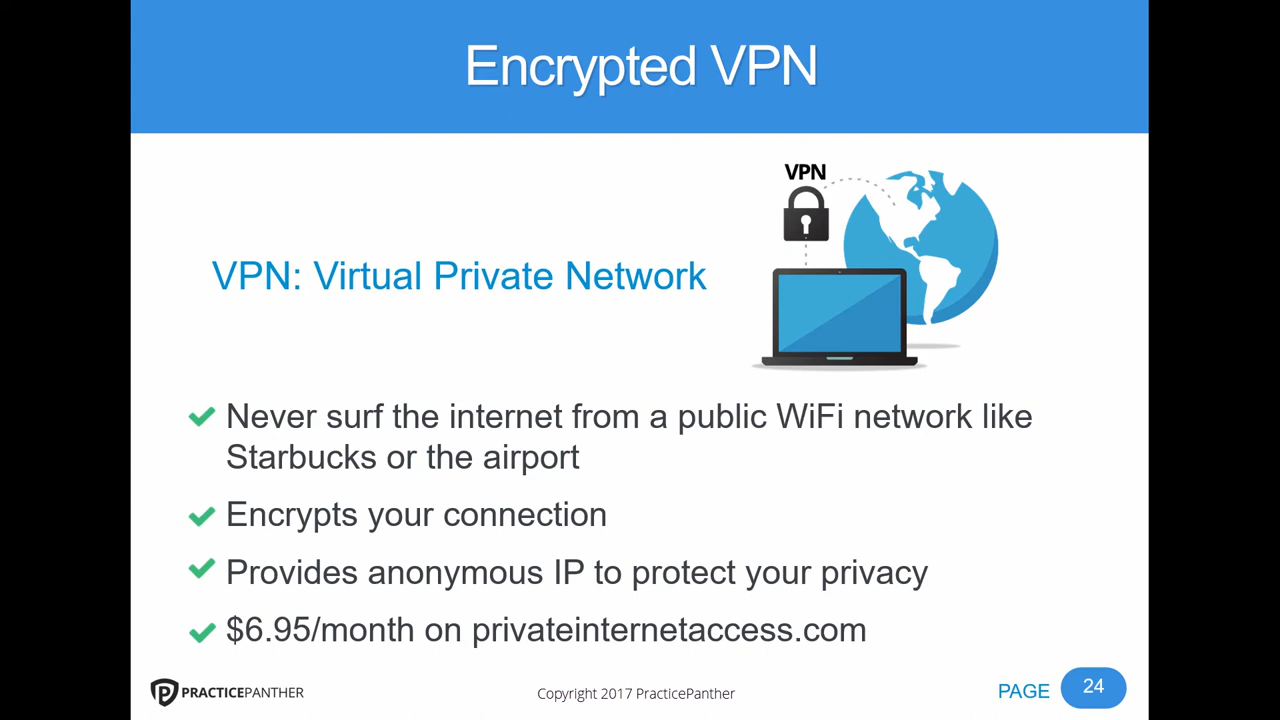 Encrypted VPN
VPN
VPN: Virtual Private Network
Never surf the internet from a public WiFi network like
Starbucks or the airport
Encrypts your connection
Provides anonymous IP to protect your privacy
$6.95/month on privateinternetaccess.com
PRACTICEPANTHER
Copyright 2017 PracticePanther
PAGE 24